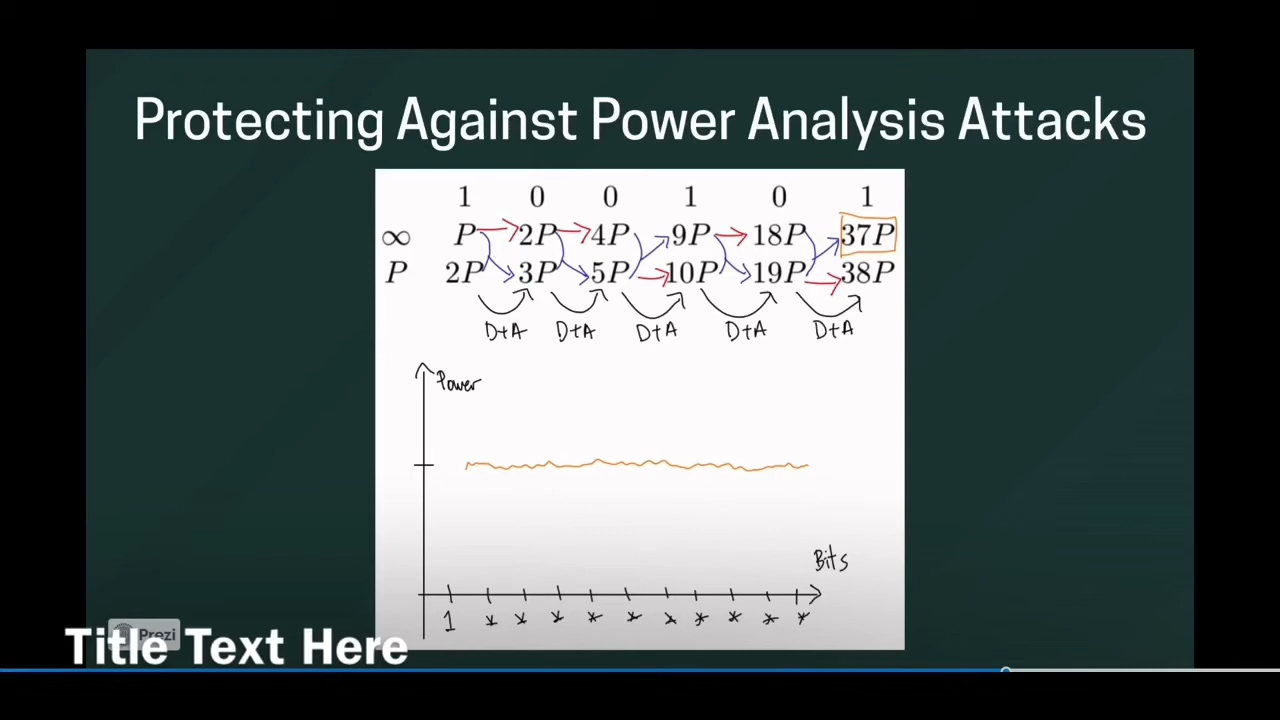 Protecting Against Power Analysis Attacks
1 0 0 1 0 1
∞ P 2P 4P 9P 18P 37P
P 2P 3P 5P 10P 19P 38P
D+A D+A D+A D+A D+A
Power
Bits
1 * * * * * * * * * *
Prezi
Title Text Here